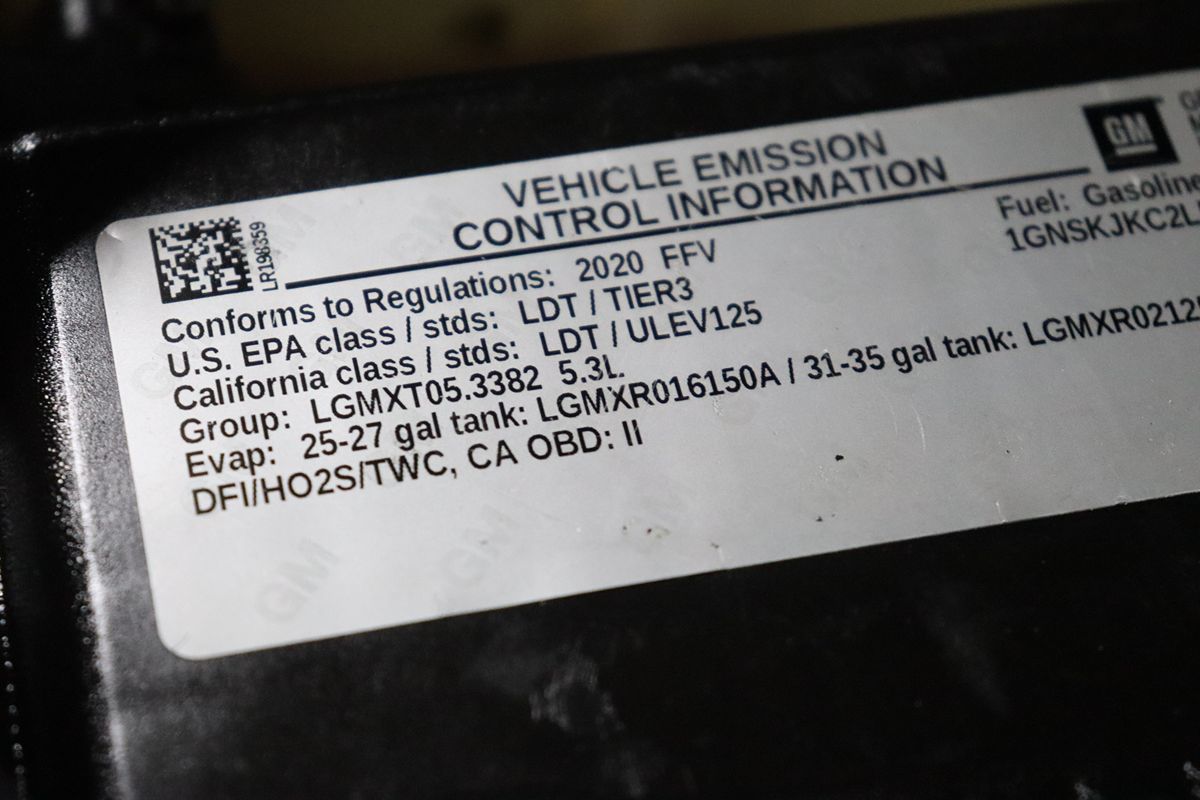 VEHICLE EMISSION
CONTROL INFORMATION
GM
LR198359
Fuel: Gasoline
1GNSKJKC2L
Conforms to Regulations: 2020 FFV
U.S. EPA class / stds: LDT / TIER3
California class / stds: LDT / ULEV125
Group: LGMXT05.3382 5.3L
Evap: 25-27 gal tank: LGMXR016150A / 31-35 gal tank: LGMXR0212
DFI/HO2S/TWC, CA OBD: II
GM
GM